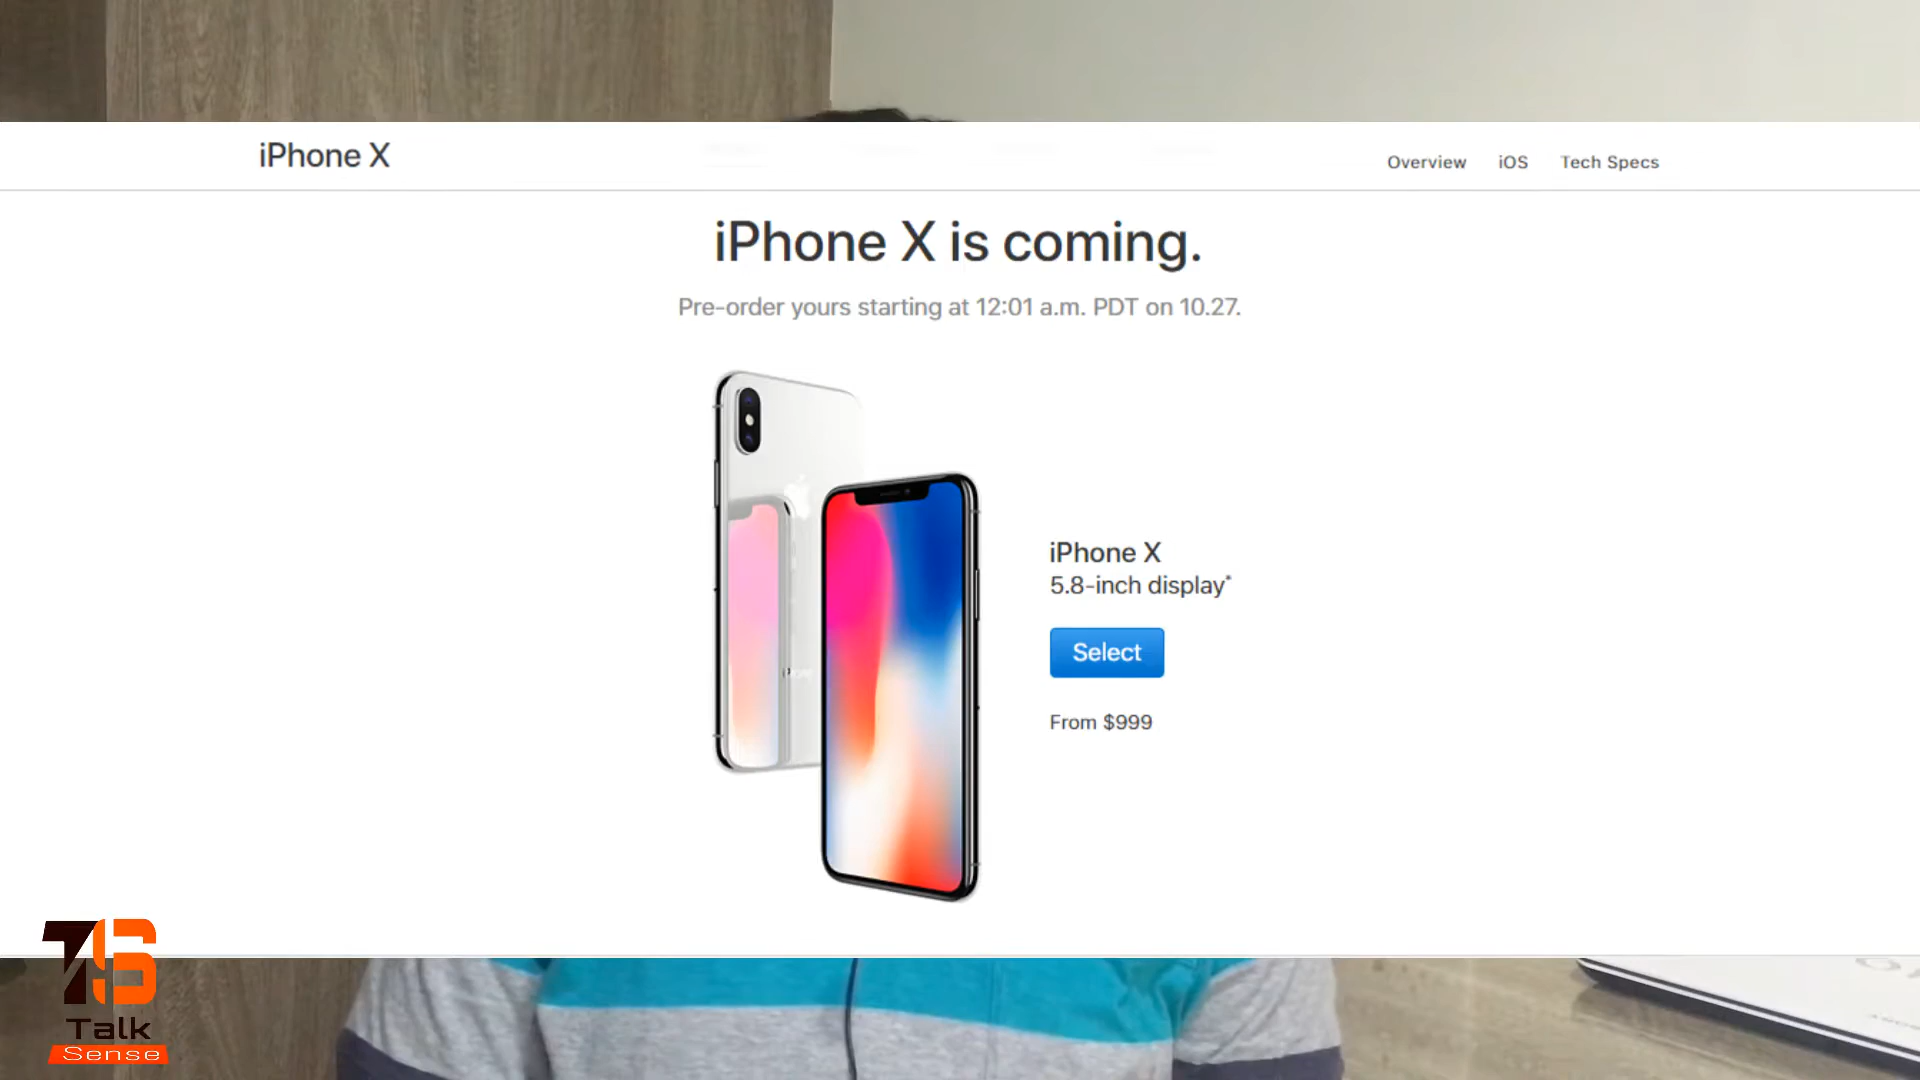 iPhone X
Overview iOS Tech Specs
iPhone X is coming.
Pre-order yours starting at 12:01 a.m. PDT on 10.27.
iPhone X
5.8-inch display*
Select
From $999
TS
Talk
Sense